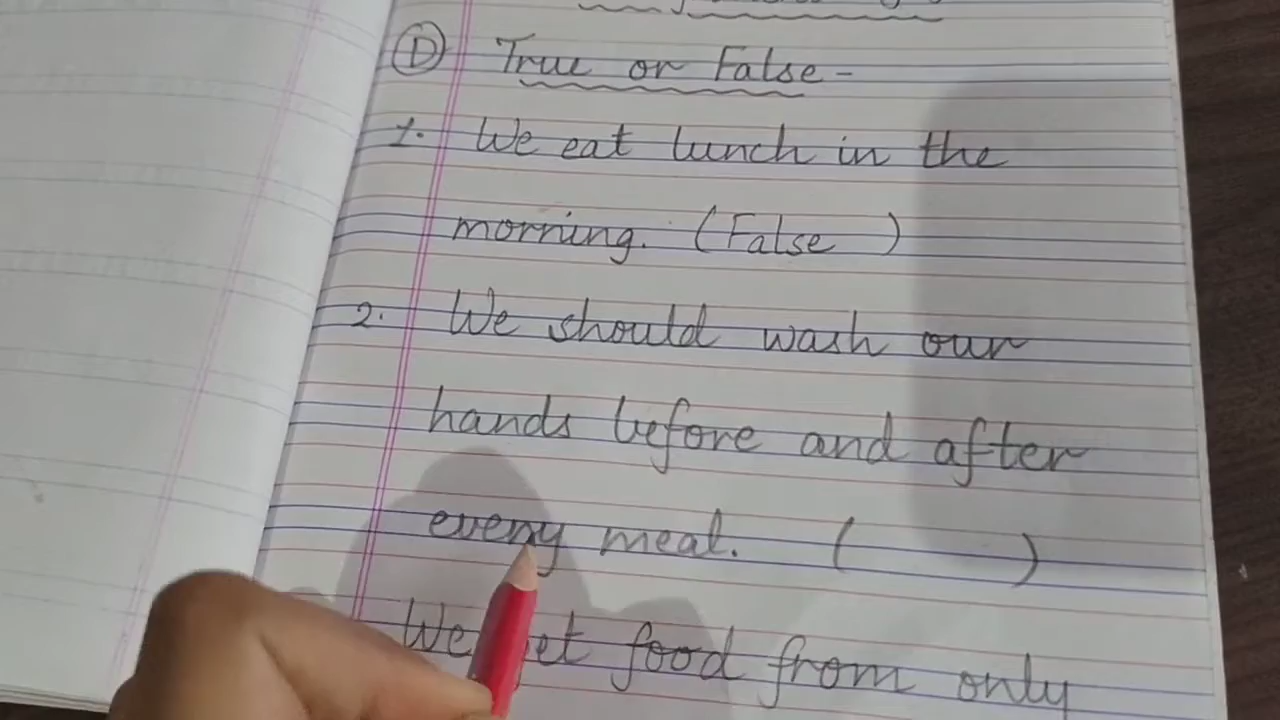 D True or False -
1. We eat lunch in the
morning. (False )
2. We should wash our
hands before and after
every meal. ( )
We get food from only